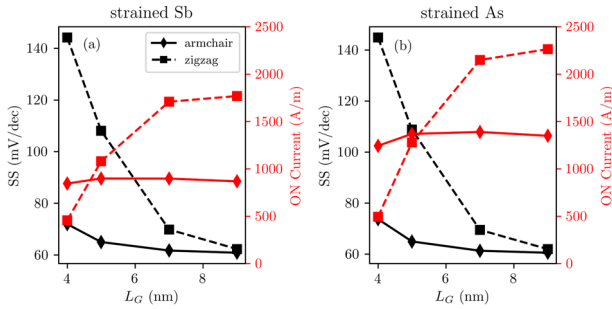 strained Sb
strained As
(a)
armchair
zigzag
(b)
SS (mV/dec)
140
120
100
80
60
ON Current (A/m)
2500
2000
1500
1000
500
0
4
6
8
L_G (nm)
SS (mV/dec)
140
120
100
80
60
ON Current (A/m)
2500
2000
1500
1000
500
0
4
6
8
L_G (nm)